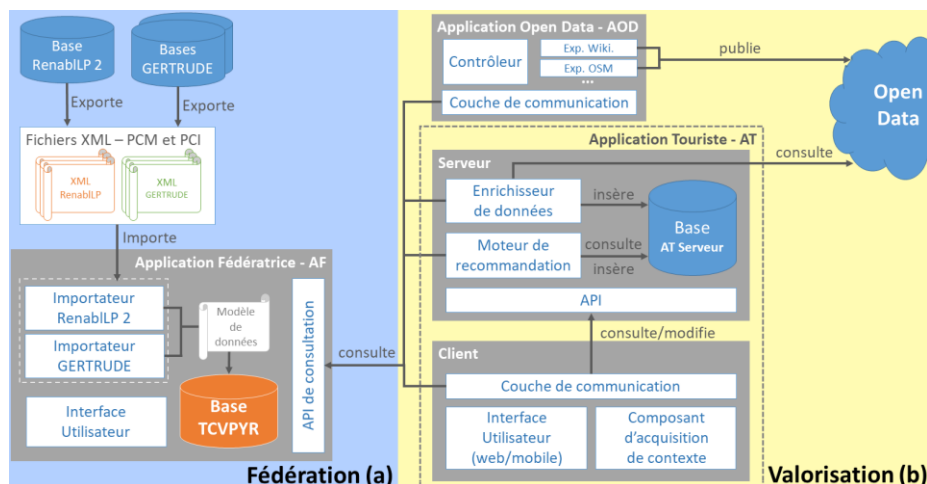 Base
RenablLP 2
Bases
GERTRUDE
Exporte
Exporte
Fichiers XML – PCM et PCI
XML
RenablLP
XML
GERTRUDE
Importe
Application Fédératrice - AF
Importateur
RenablLP 2
Importateur
GERTRUDE
Modèle
de
données
Base
TCVPYR
Interface
Utilisateur
API de consultation
consulte
Fédération (a)
Application Open Data - AOD
Contrôleur
Exp. Wiki.
Exp. OSM
...
Couche de communication
publie
Open
Data
Application Touriste - AT
consulte
Serveur
Enrichisseur
de données
insère
Moteur de
recommandation
consulte
insère
Base
AT Serveur
API
consulte/modifie
Client
Couche de communication
Interface
Utilisateur
(web/mobile)
Composant
d'acquisition
de contexte
Valorisation (b)